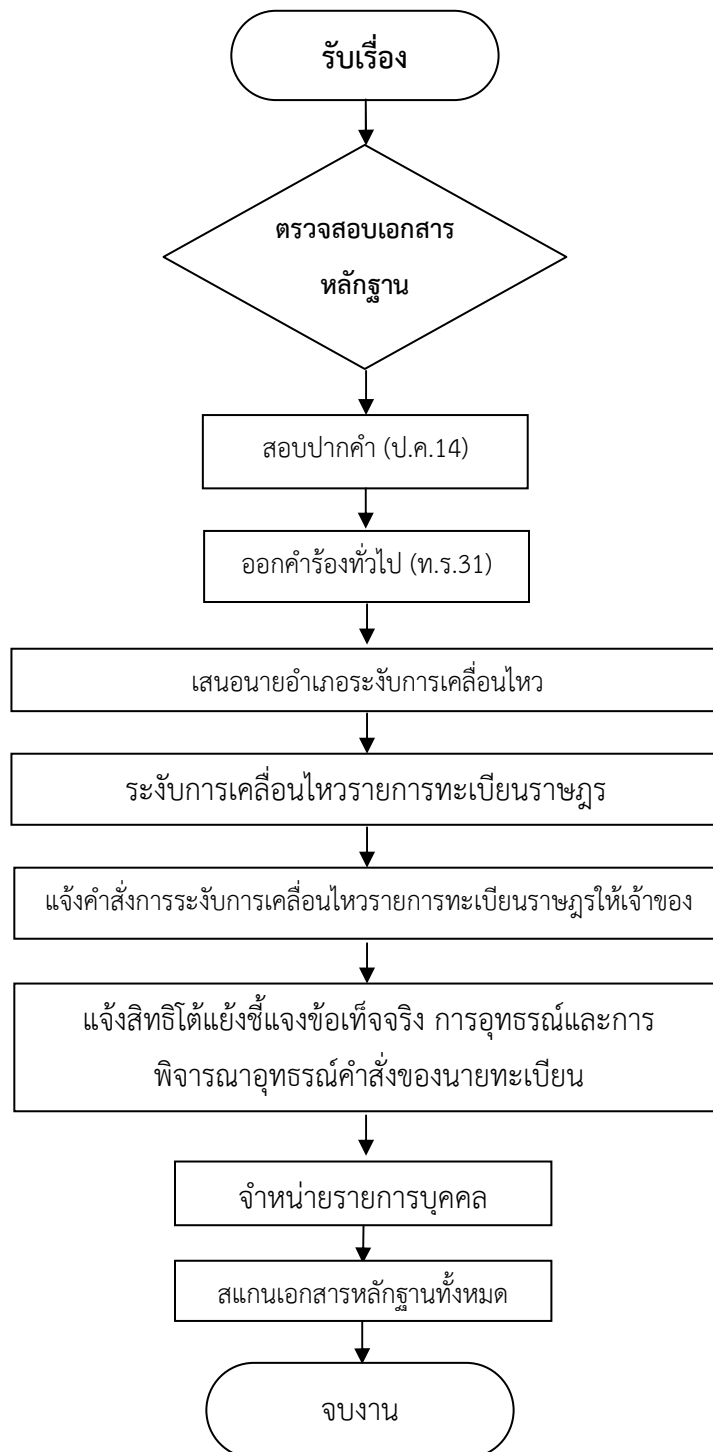 รับเรื่อง
ตรวจสอบเอกสาร
หลักฐาน
สอบปากคำ (ป.ค.14)
ออกคำร้องทั่วไป (ท.ร.31)
เสนอนายอำเภอระงับการเคลื่อนไหว
ระงับการเคลื่อนไหวรายการทะเบียนราษฎร
แจ้งคำสั่งการระงับการเคลื่อนไหวรายการทะเบียนราษฎรให้เจ้าของ
แจ้งสิทธิโต้แย้งชี้แจงข้อเท็จจริง การอุทธรณ์และการ
พิจารณาอุทธรณ์คำสั่งของนายทะเบียน
จำหน่ายรายการบุคคล
สแกนเอกสารหลักฐานทั้งหมด
จบงาน